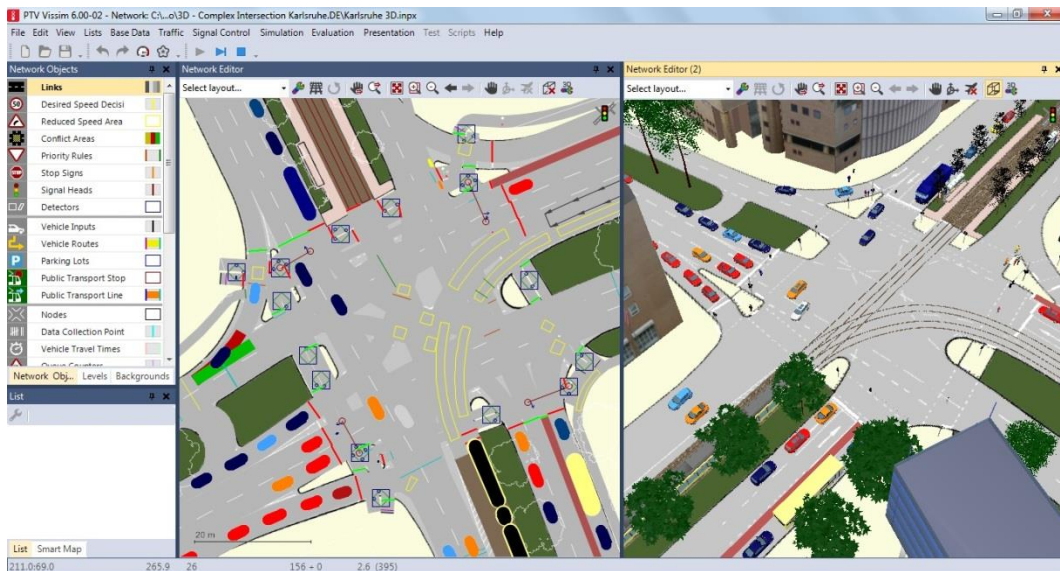 PTV Vissim 6.00-02 - Network: C:\...o\3D - Complex Intersection Karlsruhe.DE\Karlsruhe 3D.inpx
File Edit View Lists Base Data Traffic Signal Control Simulation Evaluation Presentation Test Scripts Help
Network Objects
Network Editor
Network Editor (2)
Select layout...
Select layout...
Links
50 Desired Speed Decisi
Reduced Speed Area
Conflict Areas
Priority Rules
STOP Stop Signs
Signal Heads
Detectors
Vehicle Inputs
Vehicle Routes
P Parking Lots
Public Transport Stop
Public Transport Line
Nodes
Data Collection Point
Vehicle Travel Times
Queue Counters
Network Obj... Levels Backgrounds
List
20 m
List Smart Map
211.0:69.0 265.9 26 156 + 0 2.6 (395)